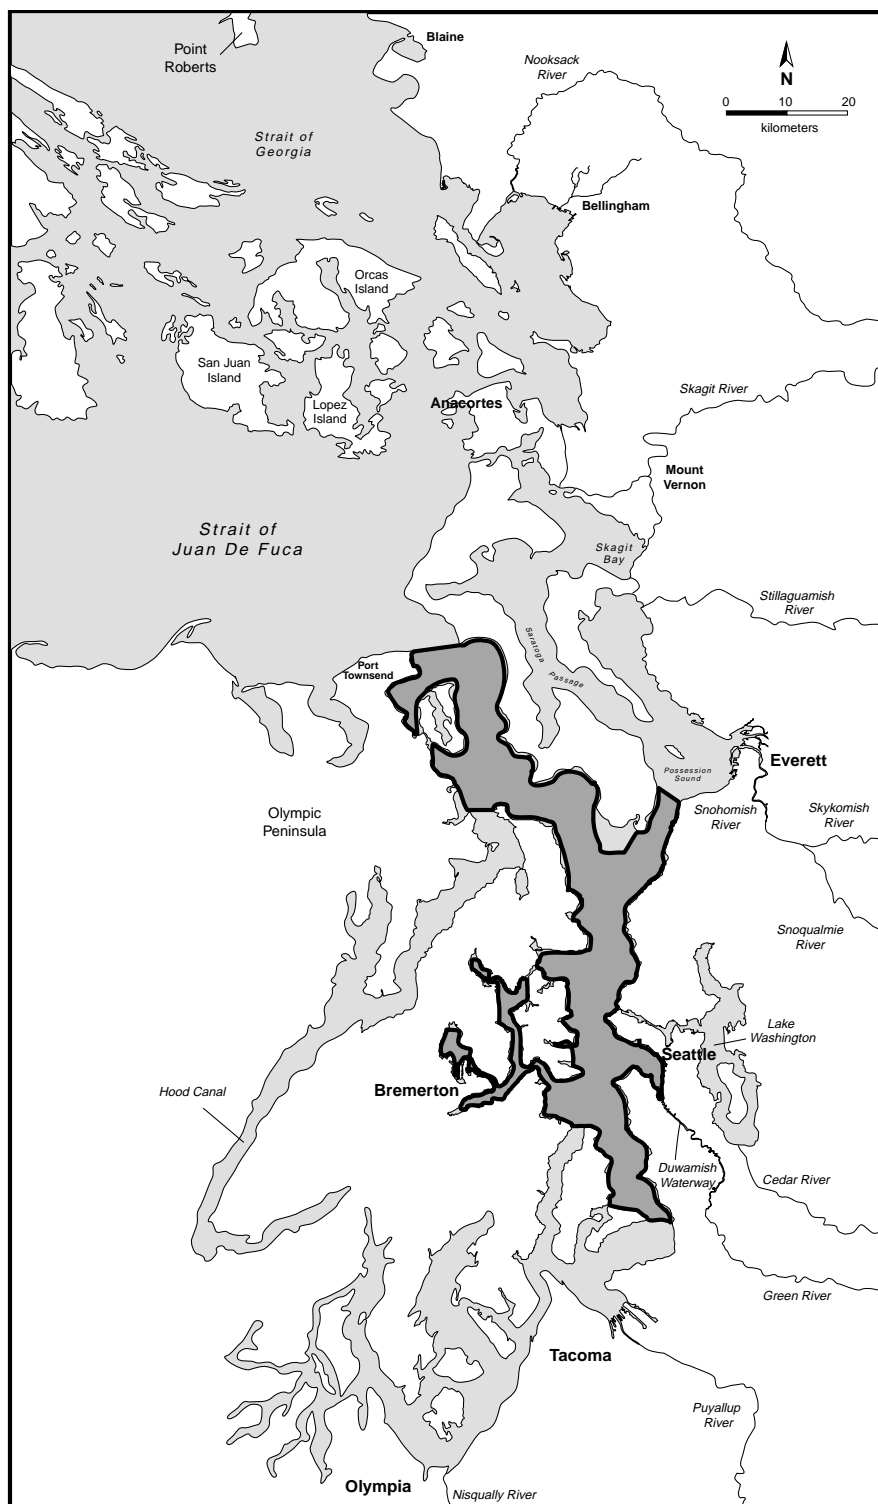 Point
Roberts
Blaine
Nooksack
River
N
0 10 20
kilometers
Strait of
Georgia
Bellingham
Orcas
Island
San Juan
Island
Lopez
Island
Anacortes
Skagit River
Mount
Vernon
Strait of
Juan De Fuca
Skagit
Bay
Stillaguamish
River
Saratoga
Passage
Port
Townsend
Everett
Possession
Sound
Olympic
Peninsula
Snohomish
River
Skykomish
River
Snoqualmie
River
Lake
Washington
Seattle
Bremerton
Hood Canal
Duwamish
Waterway
Cedar River
Green River
Tacoma
Puyallup
River
Olympia
Nisqually River